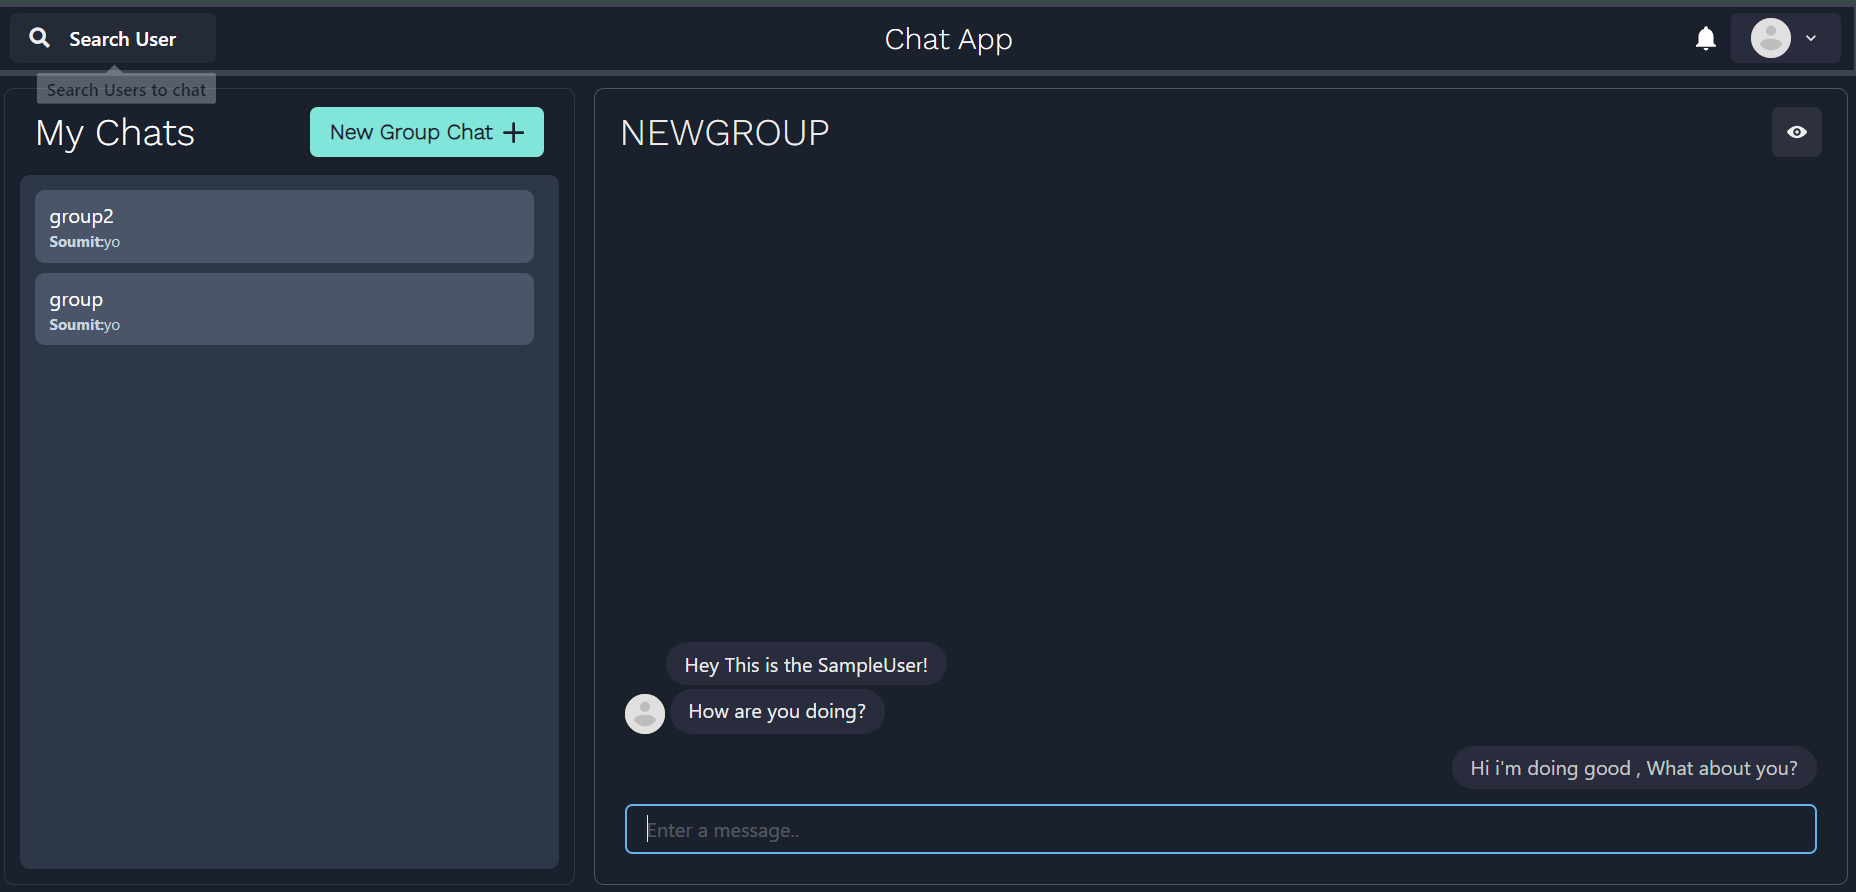 Search User
Chat App
Search Users to chat
My Chats
New Group Chat
group2
Soumit:yo
group
Soumit:yo
NEWGROUP
Hey This is the SampleUser!
How are you doing?
Hi i'm doing good , What about you?
Enter a message..